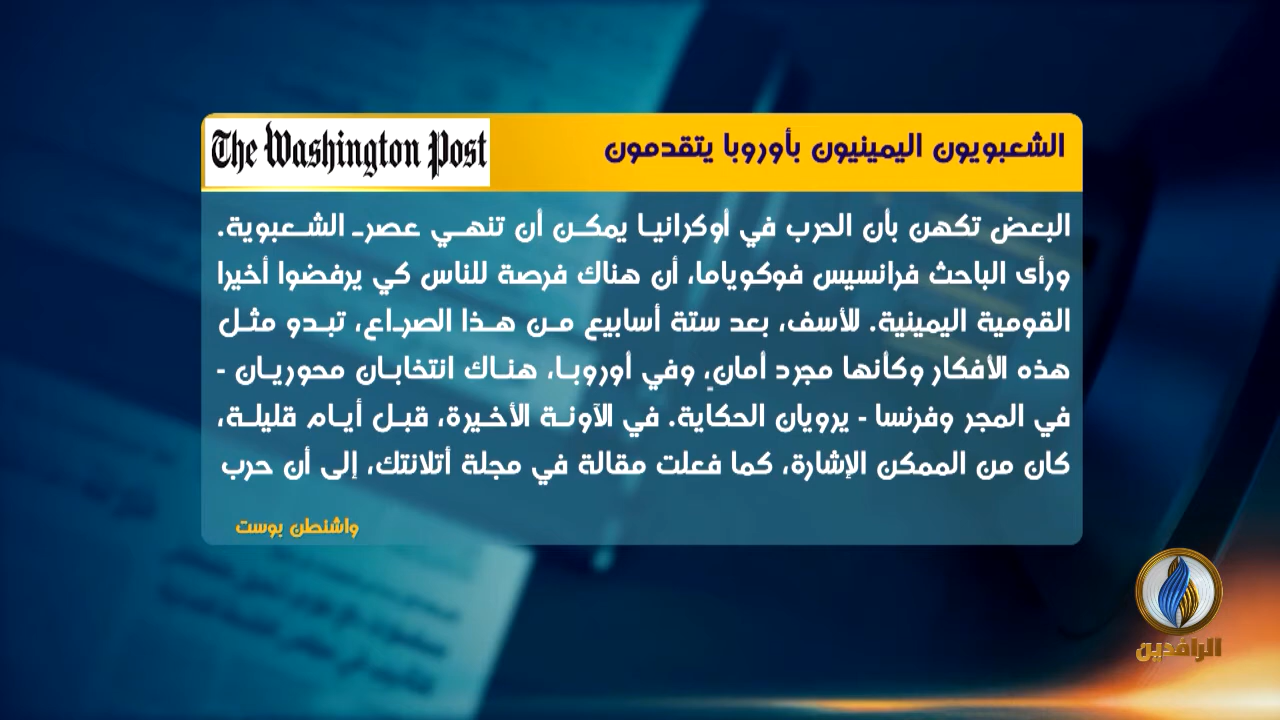 الشعبويون اليمينيون بأوروبا يتقدمون
The Washington Post
البعض تكهن بأن الحرب في أوكرانيا يمكن أن تنهي عصر الشعبوية.
ورأى الباحث فرانسيس فوكوياما، أن هناك فرصة للناس كي يرفضوا أخيرا
القومية اليمينية. للأسف، بعد ستة أسابيع من هذا الصراع، تبدو مثل
هذه الأفكار وكأنها مجرد أمانٍ، وفي أوروبا، هناك انتخابان محوريان -
في المجر وفرنسا - يرويان الحكاية. في الآونة الأخيرة، قبل أيام قليلة،
كان من الممكن الإشارة، كما فعلت مقالة في مجلة أتلانتك، إلى أن حرب
واشنطن بوست
الرافدين